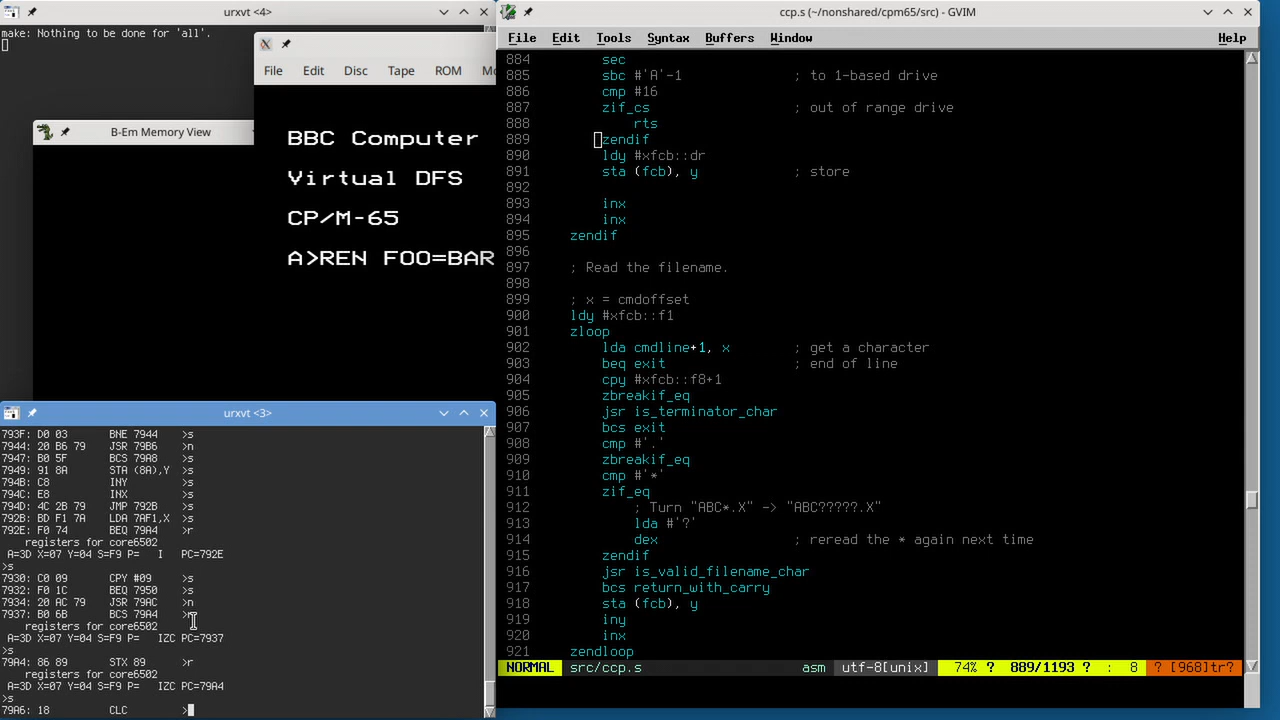 urxvt <4>
make: Nothing to be done for 'all'.
File Edit Disc Tape ROM Mo
B-Em Memory View
BBC Computer
Virtual DFS
CP/M-65
A>REN FOO=BAR
urxvt <3>
793F: D0 03 BNE 7944 >s
7944: 20 B6 79 JSR 79B6 >n
7947: B0 5F BCS 79A8 >s
7949: 91 8A STA (8A),Y >s
794B: C8 INY >s
794C: E8 INX >s
794D: 4C 2B 79 JMP 792B >s
792B: BD F1 7A LDA 7AF1,X >s
792E: F0 74 BEQ 79A4 >r
registers for core6502
A=3D X=07 Y=04 S=F9 P= I PC=792E
>s
7930: C0 09 CPY #09 >s
7932: F0 1C BEQ 7950 >s
7934: 20 AC 79 JSR 79AC >n
7937: B0 6B BCS 79A4 >r
registers for core6502
A=3D X=07 Y=04 S=F9 P= IZC PC=7937
>s
79A4: 86 89 STX 89 >r
registers for core6502
A=3D X=07 Y=04 S=F9 P= IZC PC=79A4
>s
79A6: 18 CLC >
ccp.s (~/nonshared/cpm65/src) - GVIM
File Edit Tools Syntax Buffers Window Help
884 sec
885 sbc #'A'-1 ; to 1-based drive
886 cmp #16
887 zif_cs ; out of range drive
888 rts
889 zendif
890 ldy #xfcb::dr
891 sta (fcb), y ; store
892
893 inx
894 inx
895 zendif
896
897 ; Read the filename.
898
899 ; x = cmdoffset
900 ldy #xfcb::f1
901 zloop
902 lda cmdline+1, x ; get a character
903 beq exit ; end of line
904 cpy #xfcb::f8+1
905 zbreakif_eq
906 jsr is_terminator_char
907 bcs exit
908 cmp #'.'
909 zbreakif_eq
910 cmp #'*'
911 zif_eq
912 ; Turn "ABC*.X" -> "ABC?????.X"
913 lda #'?'
914 dex ; reread the * again next time
915 zendif
916 jsr is_valid_filename_char
917 bcs return_with_carry
918 sta (fcb), y
919 iny
920 inx
921 zendloop
NORMAL src/ccp.s asm utf-8[unix] 74% ? 889/1193 ? : 8 ? [968]tr?